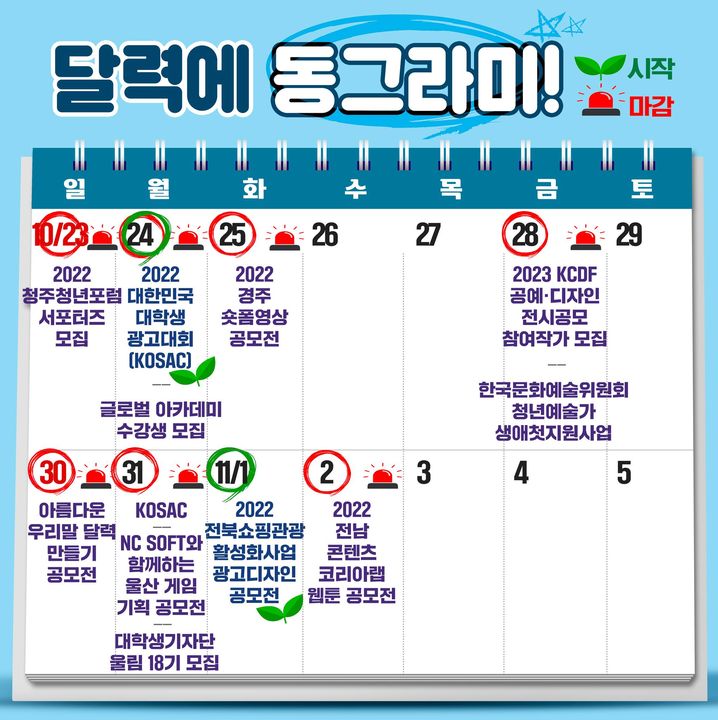 달력에 동그라미!
시작
마감
일 월 화 수 목 금 토
10/23 24 25 26 27 28 29
2022
청주청년포럼
서포터즈
모집
2022
대한민국
대학생
광고대회
(KOSAC)
글로벌 아카데미
수강생 모집
2022
경주
숏폼영상
공모전
2023 KCDF
공예·디자인
전시공모
참여작가 모집
한국문화예술위원회
청년예술가
생애첫지원사업
30 31 11/1 2 3 4 5
아름다운
우리말 달력
만들기
공모전
KOSAC
NC SOFT와
함께하는
울산 게임
기획 공모전
대학생기자단
울림 18기 모집
2022
전북쇼핑관광
활성화사업
광고디자인
공모전
2022
전남
콘텐츠
코리아랩
웹툰 공모전